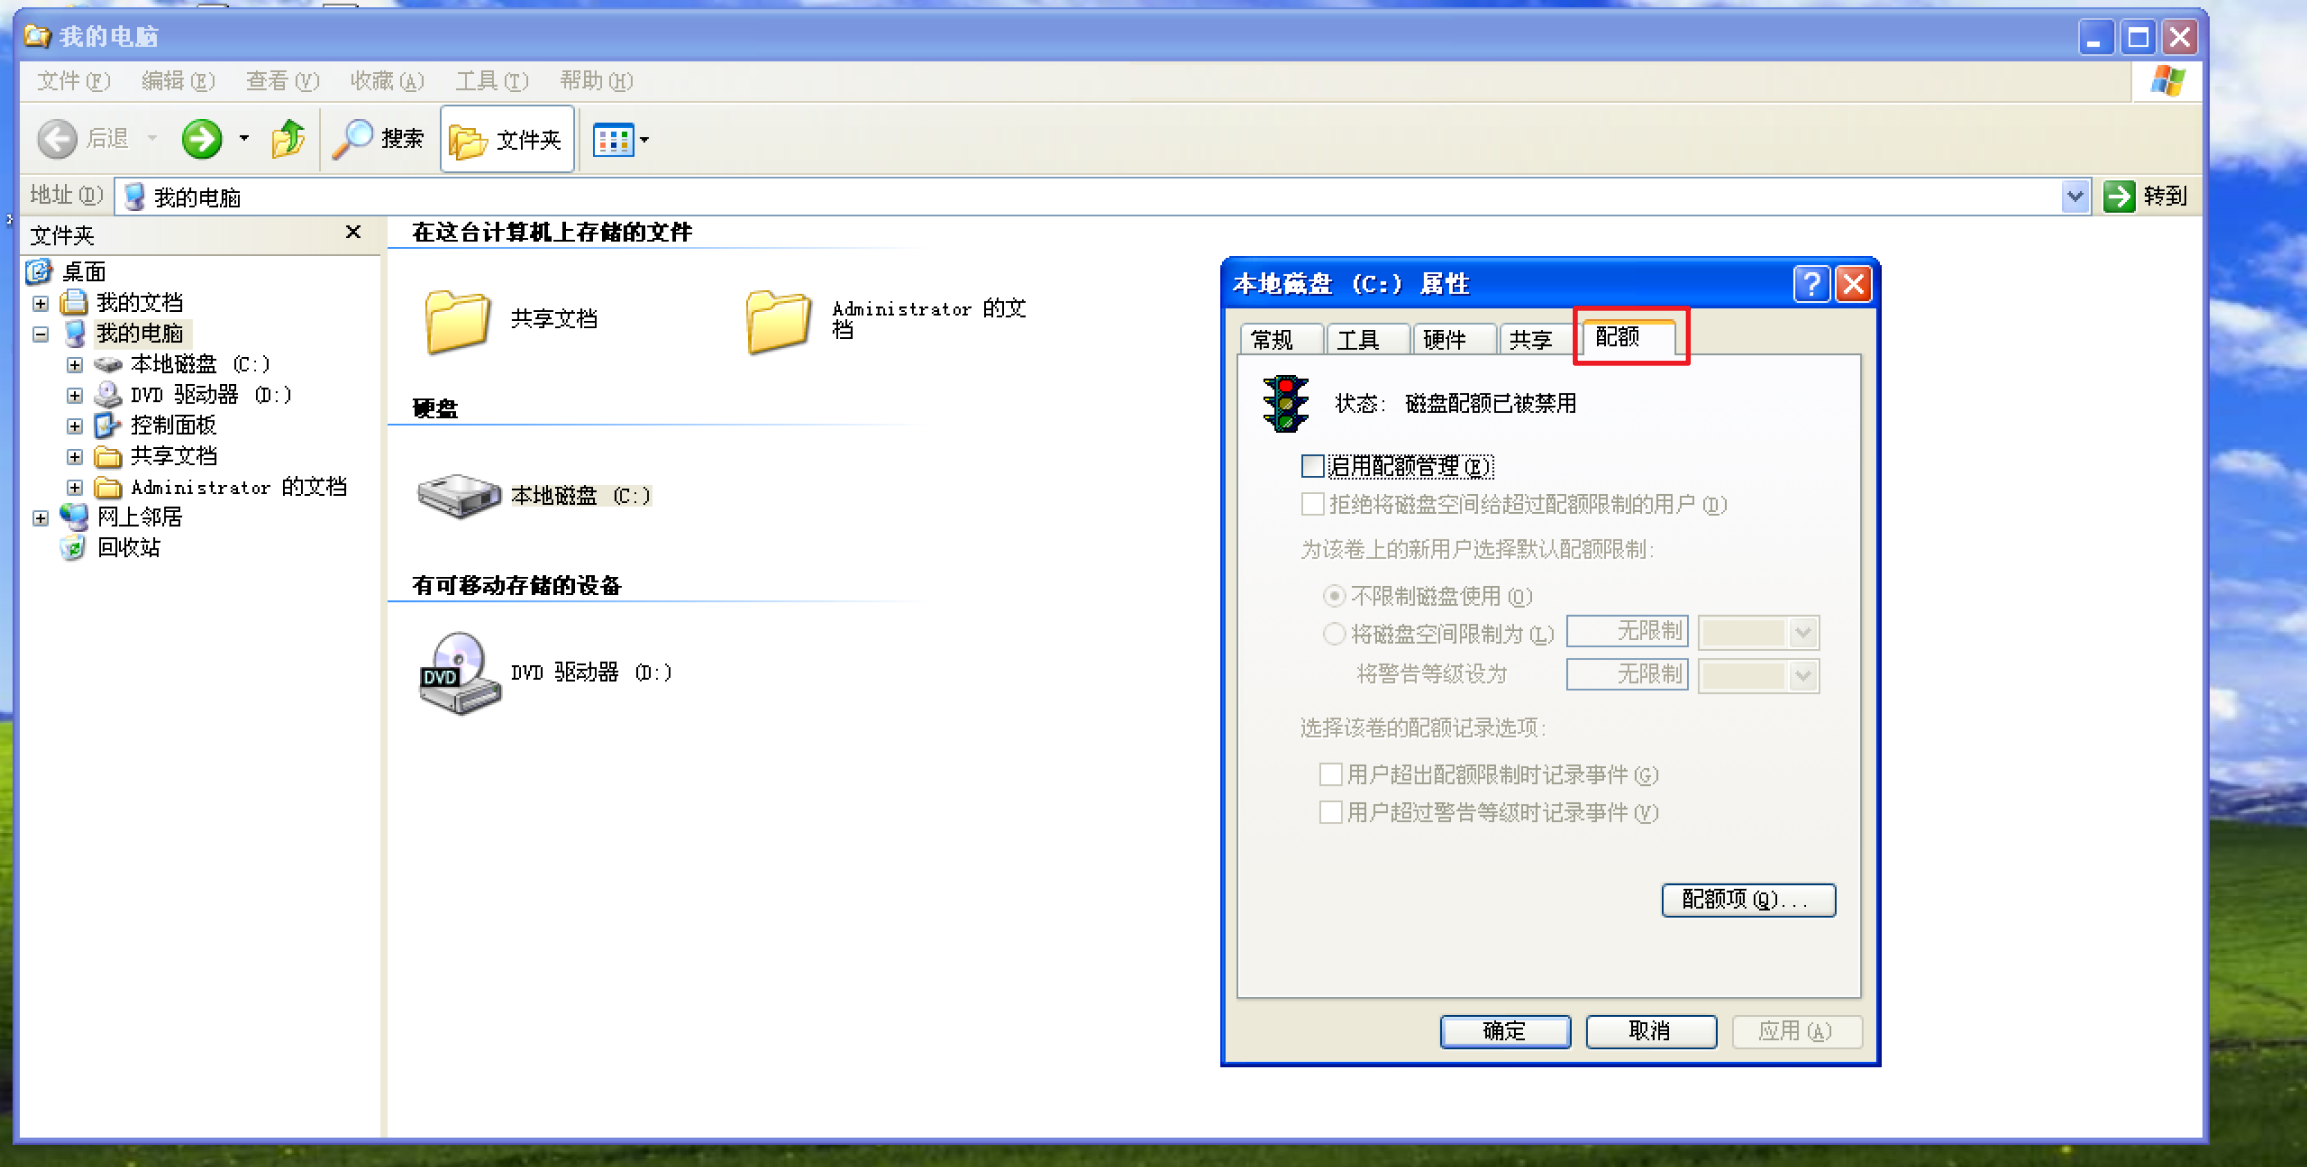 我的电脑
文件(F) 编辑(E) 查看(V) 收藏(A) 工具(T) 帮助(H)
后退 搜索 文件夹
地址(D) 我的电脑 转到
文件夹
桌面
我的文档
我的电脑
本地磁盘 (C:)
DVD 驱动器 (D:)
控制面板
共享文档
Administrator 的文档
网上邻居
回收站
在这台计算机上存储的文件
共享文档
Administrator 的文
档
硬盘
本地磁盘 (C:)
有可移动存储的设备
DVD
DVD 驱动器 (D:)
本地磁盘 (C:) 属性
常规 工具 硬件 共享 配额
状态: 磁盘配额已被禁用
启用配额管理(E)
拒绝将磁盘空间给超过配额限制的用户(D)
为该卷上的新用户选择默认配额限制:
不限制磁盘使用(O)
将磁盘空间限制为(L) 无限制
将警告等级设为 无限制
选择该卷的配额记录选项:
用户超出配额限制时记录事件(G)
用户超过警告等级时记录事件(V)
配额项(Q)...
确定 取消 应用(A)